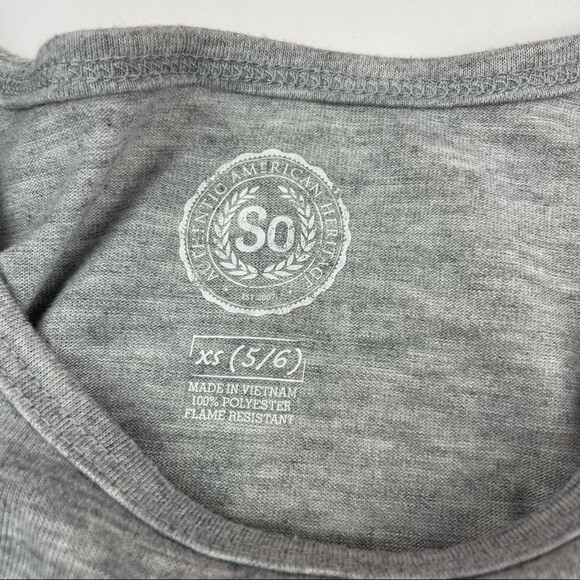 AUTHENTIC AMERICAN HERITAGE
So
EST 2007
XS (5/6)
MADE IN VIETNAM
100% POLYESTER
FLAME RESISTANT